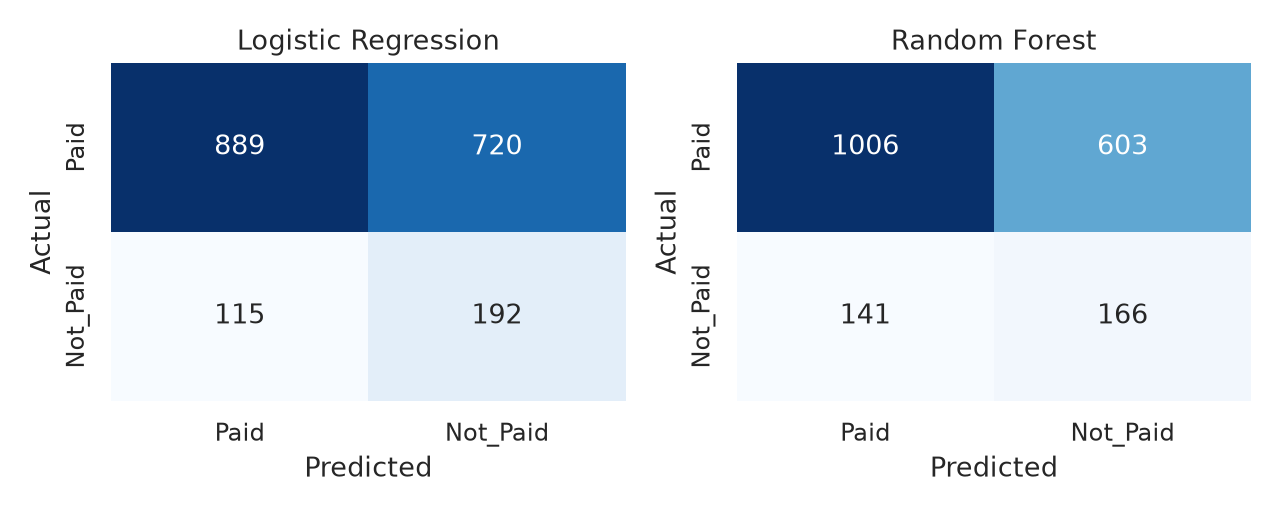 Logistic Regression
Actual
Paid
889
720
Not_Paid
115
192
Paid
Not_Paid
Predicted
Random Forest
Actual
Paid
1006
603
Not_Paid
141
166
Paid
Not_Paid
Predicted